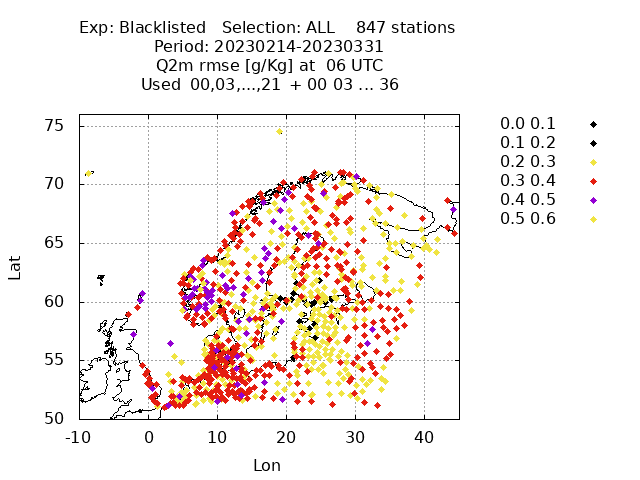 Exp: Blacklisted   Selection: ALL    847 stations
Period: 20230214-20230331
Q2m rmse [g/Kg] at  06 UTC
Used  00,03,...,21  + 00 03 ... 36
0.0 0.1
0.1 0.2
0.2 0.3
0.3 0.4
0.4 0.5
0.5 0.6
75
70
65
60
55
50
Lat
-10 0 10 20 30 40
Lon